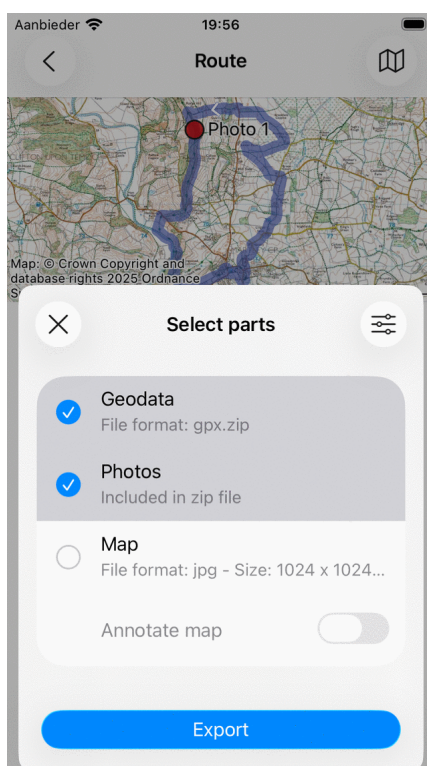 Aanbieder 19:56
Route
Photo 1
Map: © Crown Copyright and
database rights 2025 Ordnance
Select parts
Geodata
File format: gpx.zip
Photos
Included in zip file
Map
File format: jpg - Size: 1024 x 1024...
Annotate map
Export